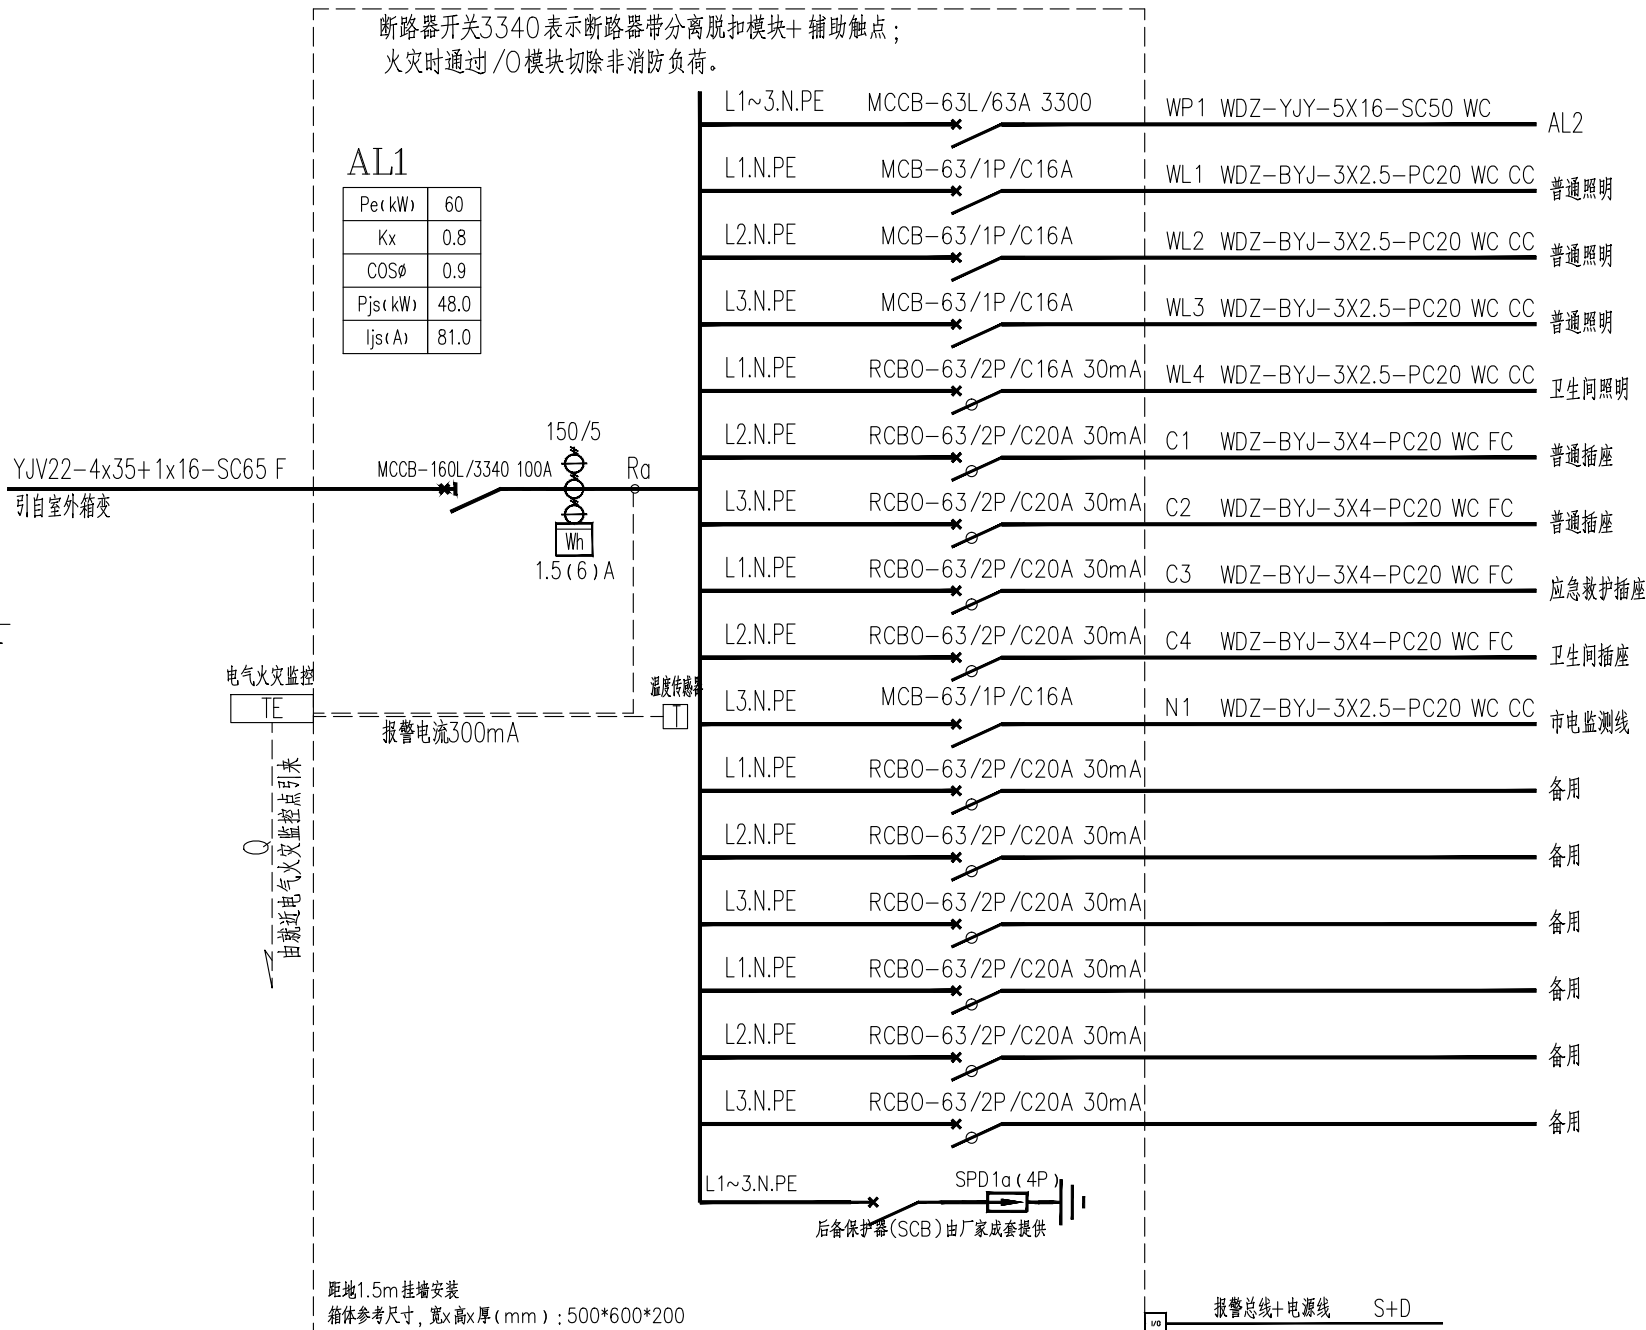 断路器开关3340表示断路器带分离脱扣模块+辅助触点；
火灾时通过I/O模块切除非消防负荷。
AL1
Pe(kW) 60
Kx 0.8
COSø 0.9
Pjs(kW) 48.0
Ijs(A) 81.0
YJV22-4x35+1x16-SC65 F
引自室外箱变
MCCB-160L/3340 100A
150/5
Wh
1.5(6)A
Ra
电气火灾监控
TE
报警电流300mA
温度传感器
T
Q
由就近电气火灾监控点引来
L1~3.N.PE MCCB-63L/63A 3300 WP1 WDZ-YJY-5X16-SC50 WC AL2
L1.N.PE MCB-63/1P/C16A WL1 WDZ-BYJ-3X2.5-PC20 WC CC 普通照明
L2.N.PE MCB-63/1P/C16A WL2 WDZ-BYJ-3X2.5-PC20 WC CC 普通照明
L3.N.PE MCB-63/1P/C16A WL3 WDZ-BYJ-3X2.5-PC20 WC CC 普通照明
L1.N.PE RCBO-63/2P/C16A 30mA WL4 WDZ-BYJ-3X2.5-PC20 WC CC 卫生间照明
L2.N.PE RCBO-63/2P/C20A 30mA C1 WDZ-BYJ-3X4-PC20 WC FC 普通插座
L3.N.PE RCBO-63/2P/C20A 30mA C2 WDZ-BYJ-3X4-PC20 WC FC 普通插座
L1.N.PE RCBO-63/2P/C20A 30mA C3 WDZ-BYJ-3X4-PC20 WC FC 应急救护插座
L2.N.PE RCBO-63/2P/C20A 30mA C4 WDZ-BYJ-3X4-PC20 WC FC 卫生间插座
L3.N.PE MCB-63/1P/C16A N1 WDZ-BYJ-3X2.5-PC20 WC CC 市电监测线
L1.N.PE RCBO-63/2P/C20A 30mA 备用
L2.N.PE RCBO-63/2P/C20A 30mA 备用
L3.N.PE RCBO-63/2P/C20A 30mA 备用
L1.N.PE RCBO-63/2P/C20A 30mA 备用
L2.N.PE RCBO-63/2P/C20A 30mA 备用
L3.N.PE RCBO-63/2P/C20A 30mA 备用
L1~3.N.PE SPD1a(4P)
后备保护器(SCB)由厂家成套提供
距地1.5m挂墙安装
箱体参考尺寸,宽x高x厚(mm):500*600*200
I/O 报警总线+电源线 S+D